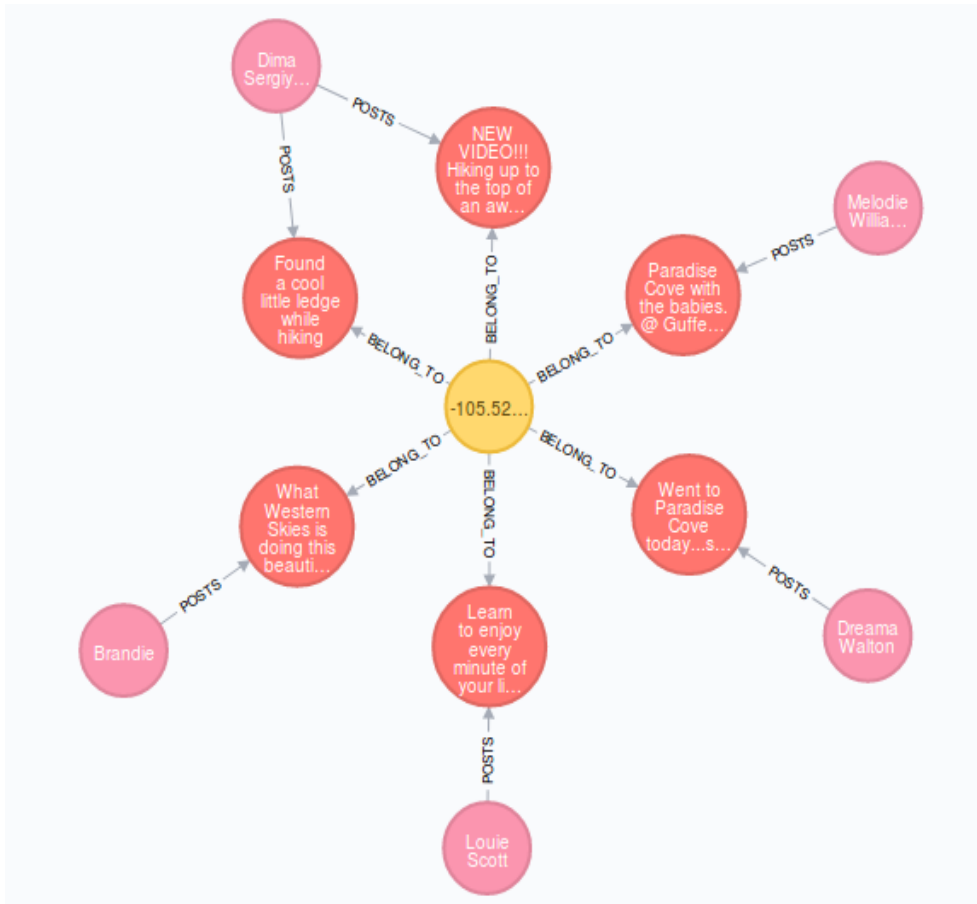 Dima
Sergiy...
POSTS
POSTS
NEW
VIDEO!!!
Hiking up to
the top of
an aw...
Melodie
Willia...
POSTS
Found
a cool
little ledge
while
hiking
Paradise
Cove with
the babies.
@ Guffe...
BELONG_TO
BELONG_TO
BELONG_TO
-105.52...
BELONG_TO
BELONG_TO
BELONG_TO
What
Western
Skies is
doing this
beauti...
Went to
Paradise
Cove
today...s...
POSTS
POSTS
Brandie
Learn
to enjoy
every
minute of
your li...
Dreama
Walton
POSTS
Louie
Scott